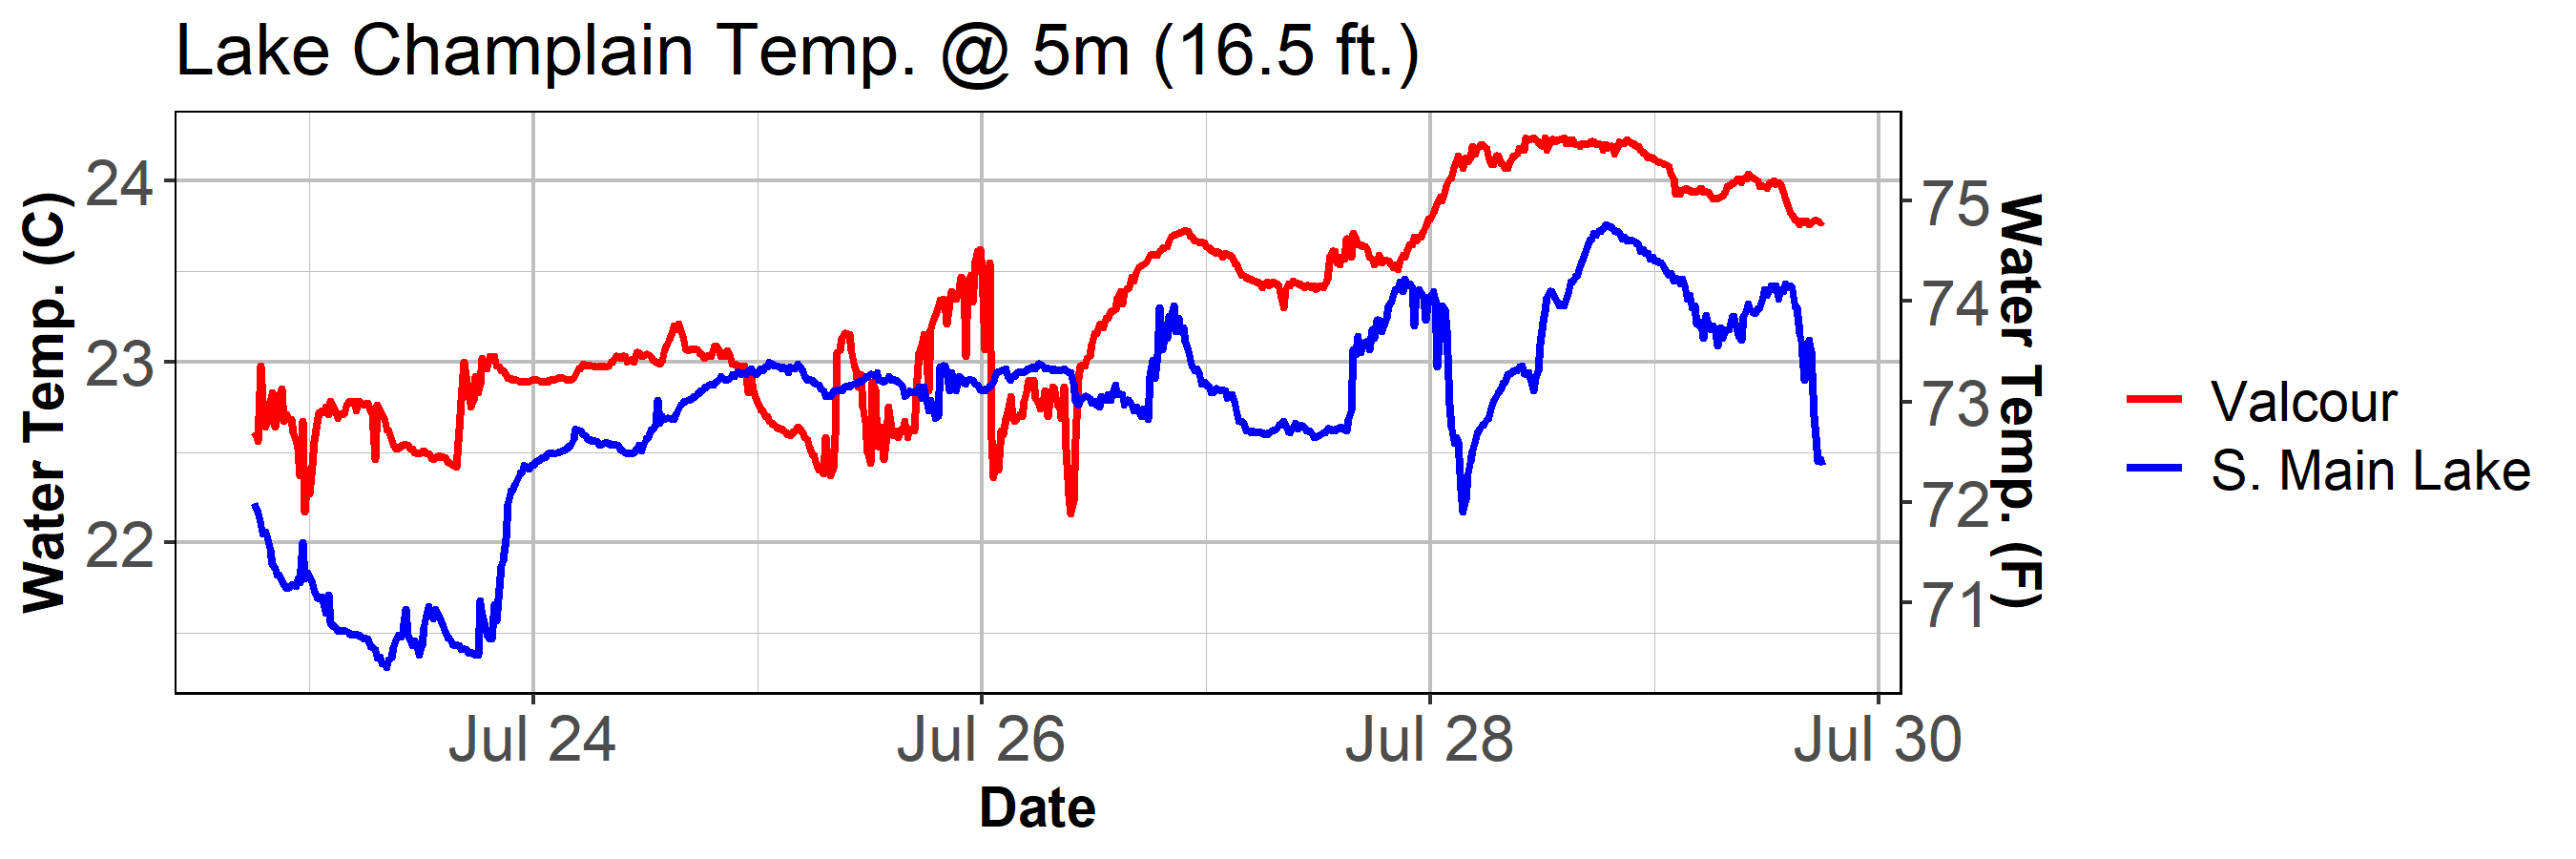 Lake Champlain Temp. @ 5m (16.5 ft.)
Water Temp. (C)
24
23
22
75
74
73
72
71
Water Temp. (F)
Jul 24 Jul 26 Jul 28 Jul 30
Date
Valcour
S. Main Lake